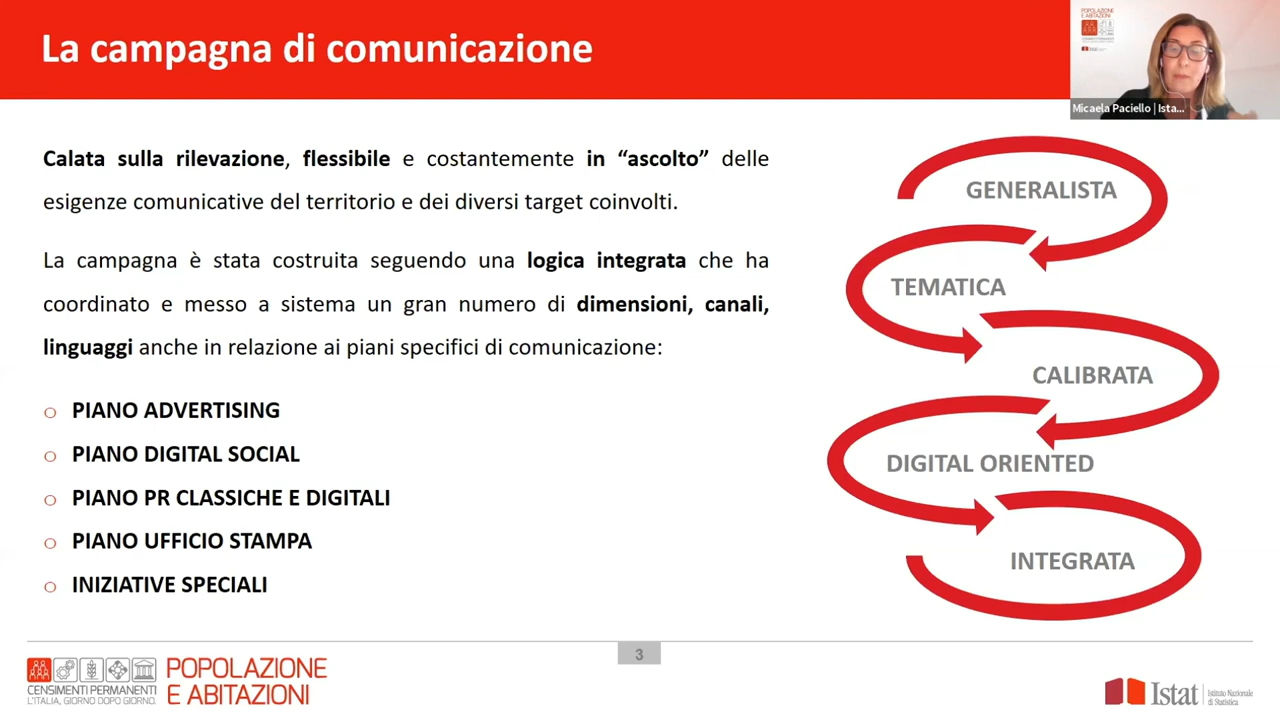 La campagna di comunicazione
POPOLAZIONE
E ABITAZIONI
Istat
Micaela Paciello | Ista...
Calata sulla rilevazione, flessibile e costantemente in “ascolto” delle
esigenze comunicative del territorio e dei diversi target coinvolti.
La campagna è stata costruita seguendo una logica integrata che ha
coordinato e messo a sistema un gran numero di dimensioni, canali,
linguaggi anche in relazione ai piani specifici di comunicazione:
PIANO ADVERTISING
PIANO DIGITAL SOCIAL
PIANO PR CLASSICHE E DIGITALI
PIANO UFFICIO STAMPA
INIZIATIVE SPECIALI
GENERALISTA
TEMATICA
CALIBRATA
DIGITAL ORIENTED
INTEGRATA
3
CENSIMENTI PERMANENTI
L'ITALIA, GIORNO DOPO GIORNO.
POPOLAZIONE
E ABITAZIONI
Istat
Istituto Nazionale
di Statistica